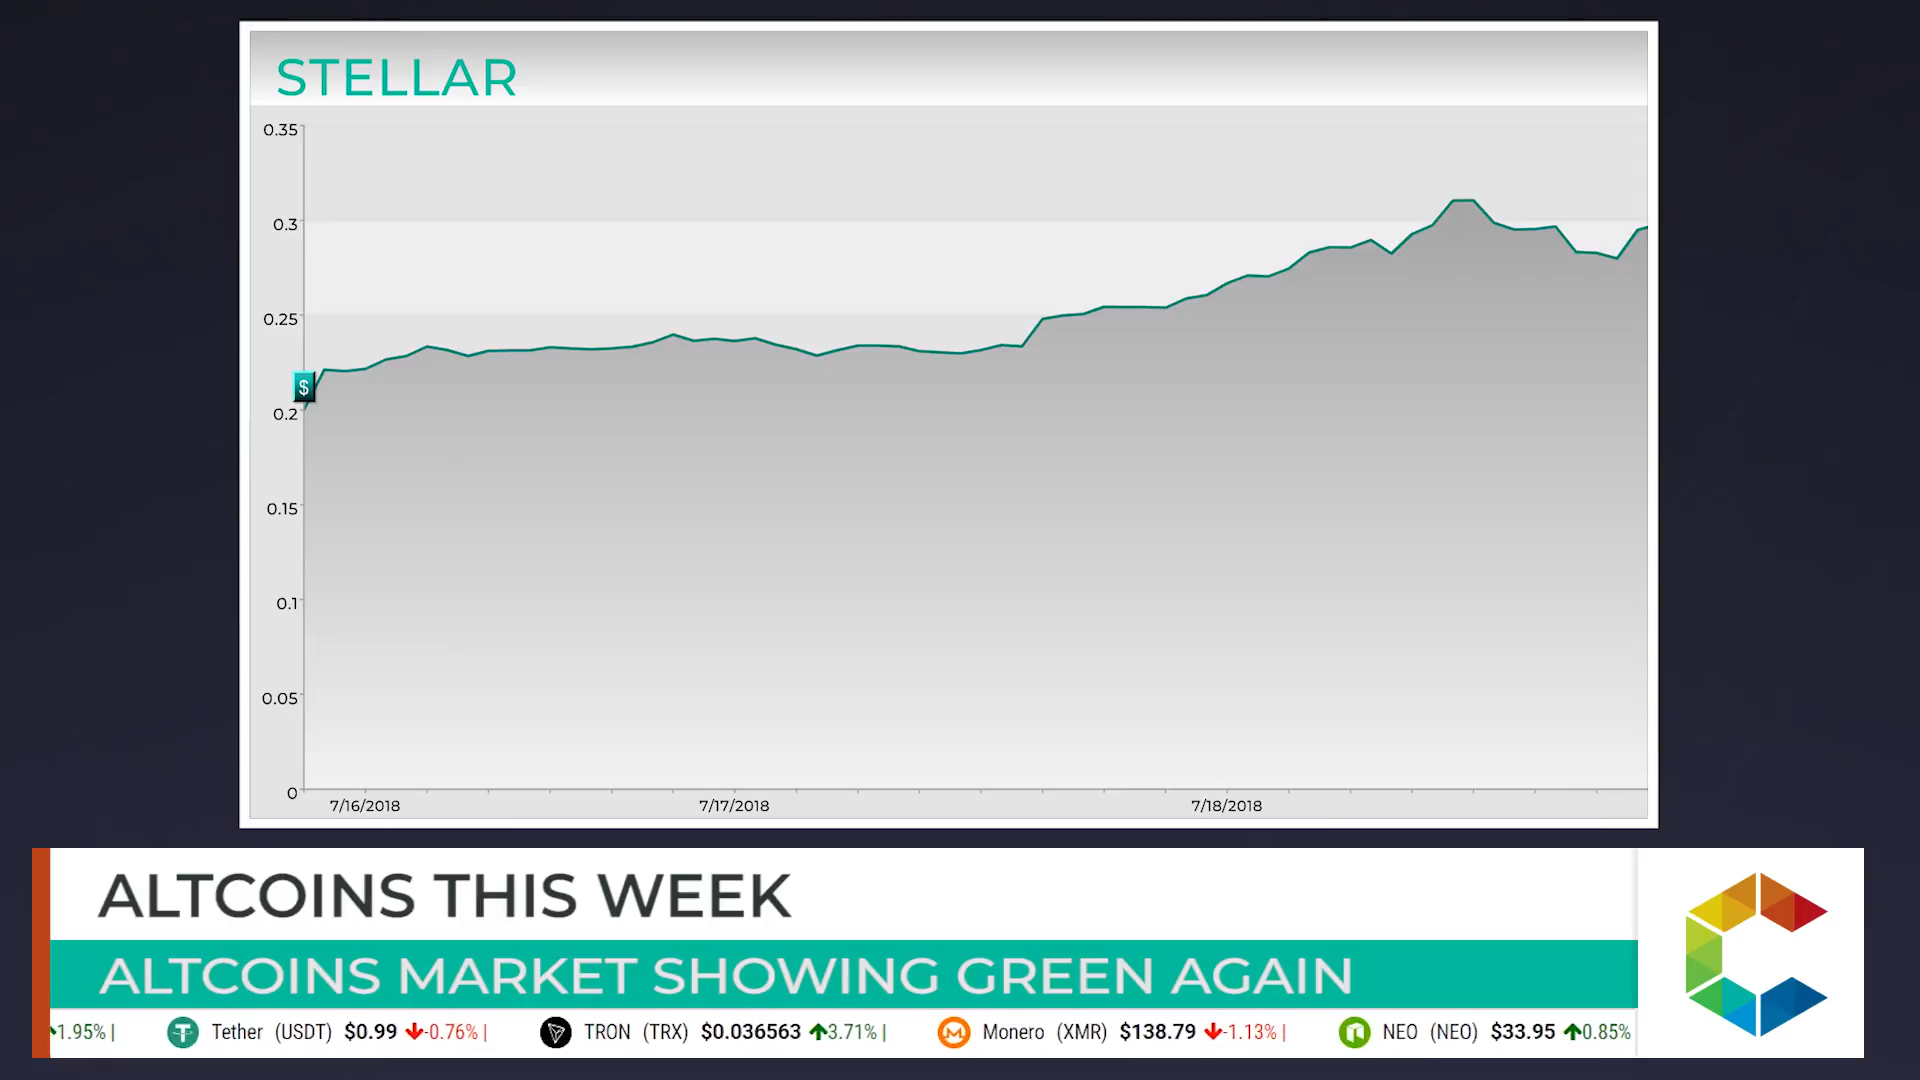 STELLAR
0.35
0.3
0.25
$
0.2
0.15
0.1
0.05
0
7/16/2018 7/17/2018 7/18/2018
ALTCOINS THIS WEEK
ALTCOINS MARKET SHOWING GREEN AGAIN
1.95% | Tether (USDT) $0.99 -0.76% | TRON (TRX) $0.036563 3.71% | Monero (XMR) $138.79 -1.13% | NEO (NEO) $33.95 0.85%